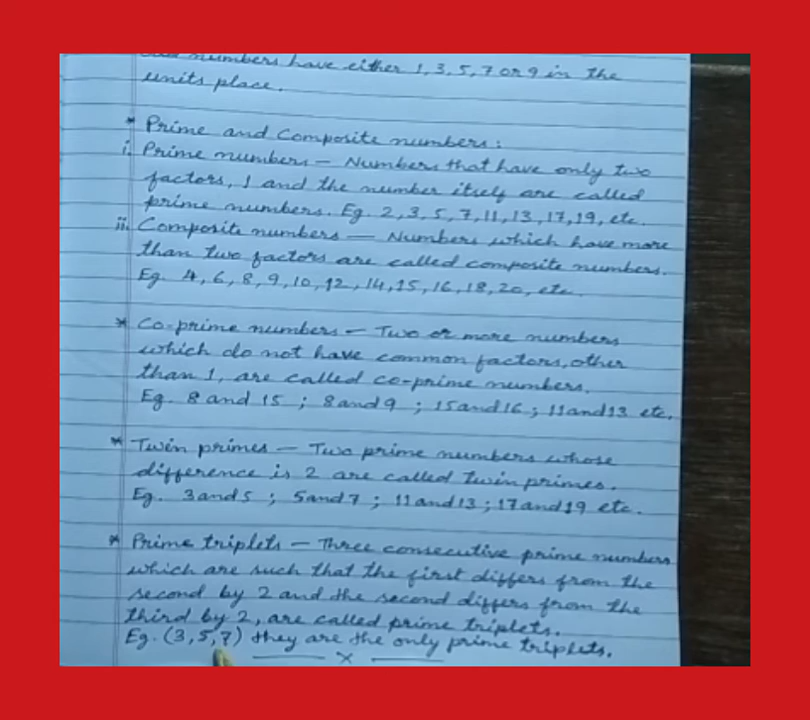 numbers have either 1, 3, 5, 7 or 9 in the
units place.
* Prime and Composite numbers:
i. Prime numbers — Numbers that have only two
factors, 1 and the number itself are called
prime numbers. Eg. 2, 3, 5, 7, 11, 13, 17, 19, etc.
ii. Composite numbers — Numbers which have more
than two factors are called composite numbers.
Eg. 4, 6, 8, 9, 10, 12, 14, 15, 16, 18, 20, etc.
* Co-prime numbers — Two or more numbers
which do not have common factors, other
than 1, are called co-prime numbers.
Eg. 8 and 15 ; 8 and 9 ; 15 and 16 ; 11 and 13 etc.
* Twin primes — Two prime numbers whose
difference is 2 are called twin primes.
Eg. 3 and 5 ; 5 and 7 ; 11 and 13 ; 17 and 19 etc.
* Prime triplets — Three consecutive prime numbers
which are such that the first differs from the
second by 2 and the second differs from the
third by 2, are called prime triplets.
Eg. (3, 5, 7) they are the only prime triplets.
— x —